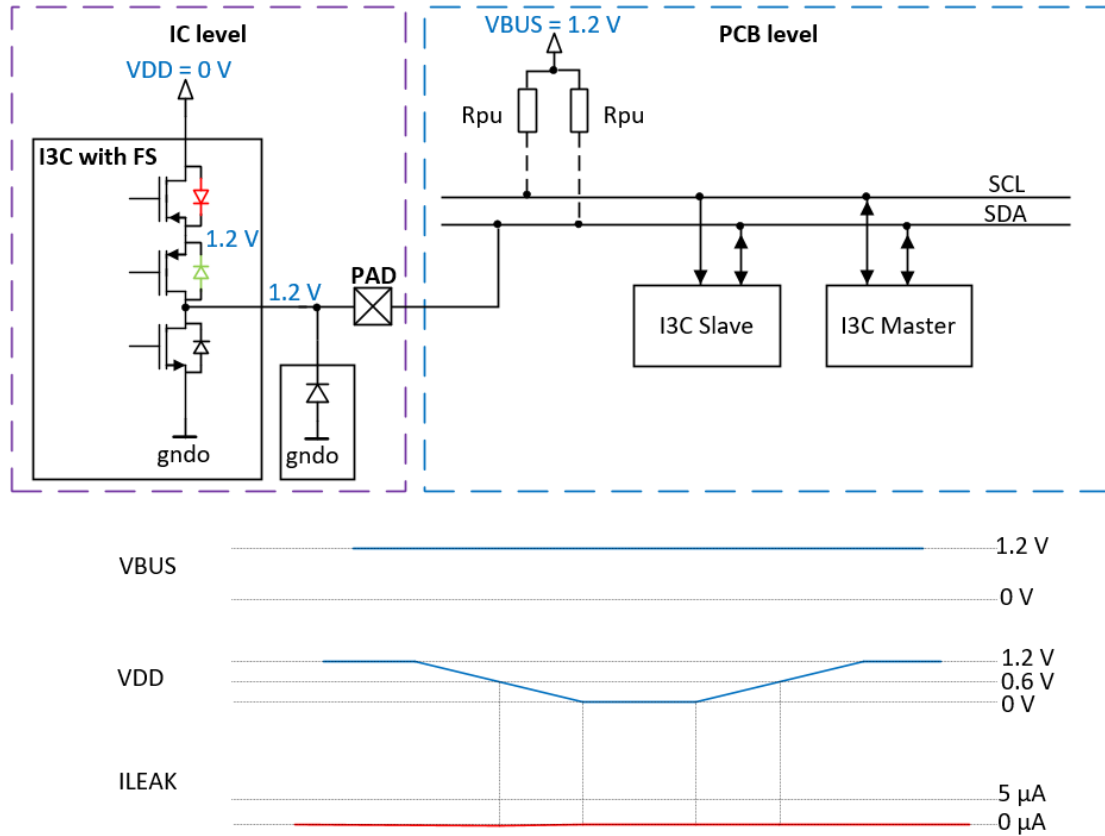 IC level
VDD = 0 V
I3C with FS
1.2 V
1.2 V
PAD
gndo
gndo
VBUS = 1.2 V
PCB level
Rpu
Rpu
SCL
SDA
I3C Slave
I3C Master
VBUS
1.2 V
0 V
VDD
1.2 V
0.6 V
0 V
ILEAK
5 µA
0 µA